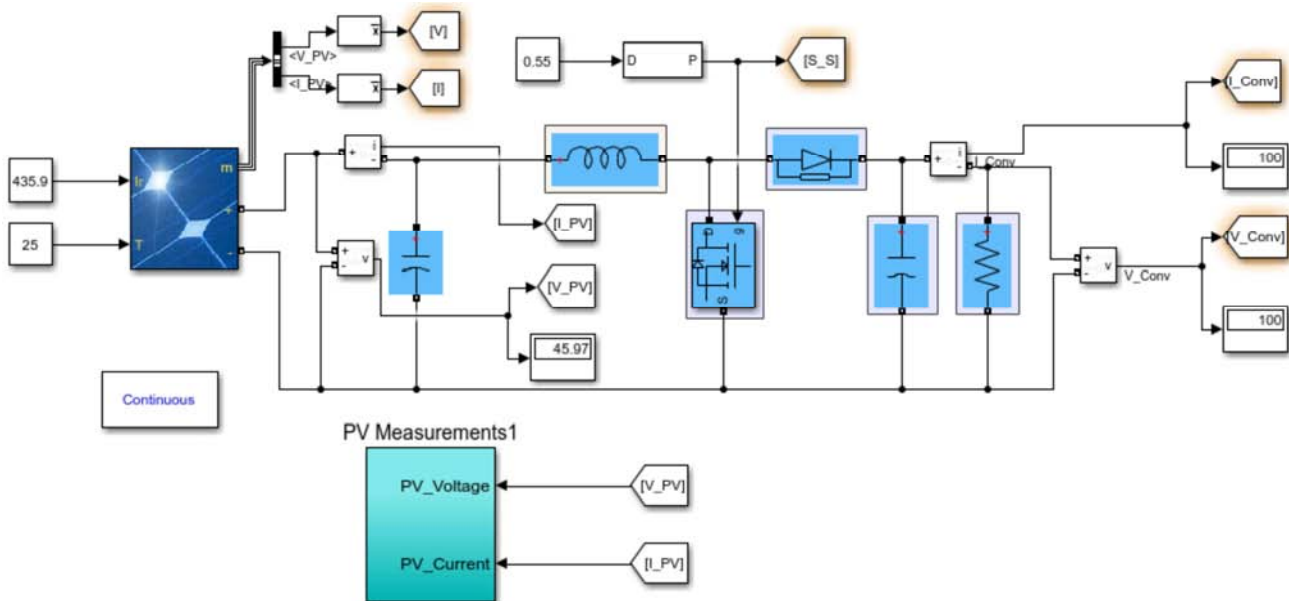 <V_PV>
<I_PV>
x
x
[V]
[I]
0.55
D P
[S_S]
[I_Conv]
435.9
25
Ir
T
m
+
-
+ i -
[I_PV]
+ - v
[V_PV]
45.97
+
+
g
D
S
+
+
+ i -
I_Conv
100
[V_Conv]
+ - v
V_Conv
100
Continuous
PV Measurements1
PV_Voltage
[V_PV]
PV_Current
[I_PV]